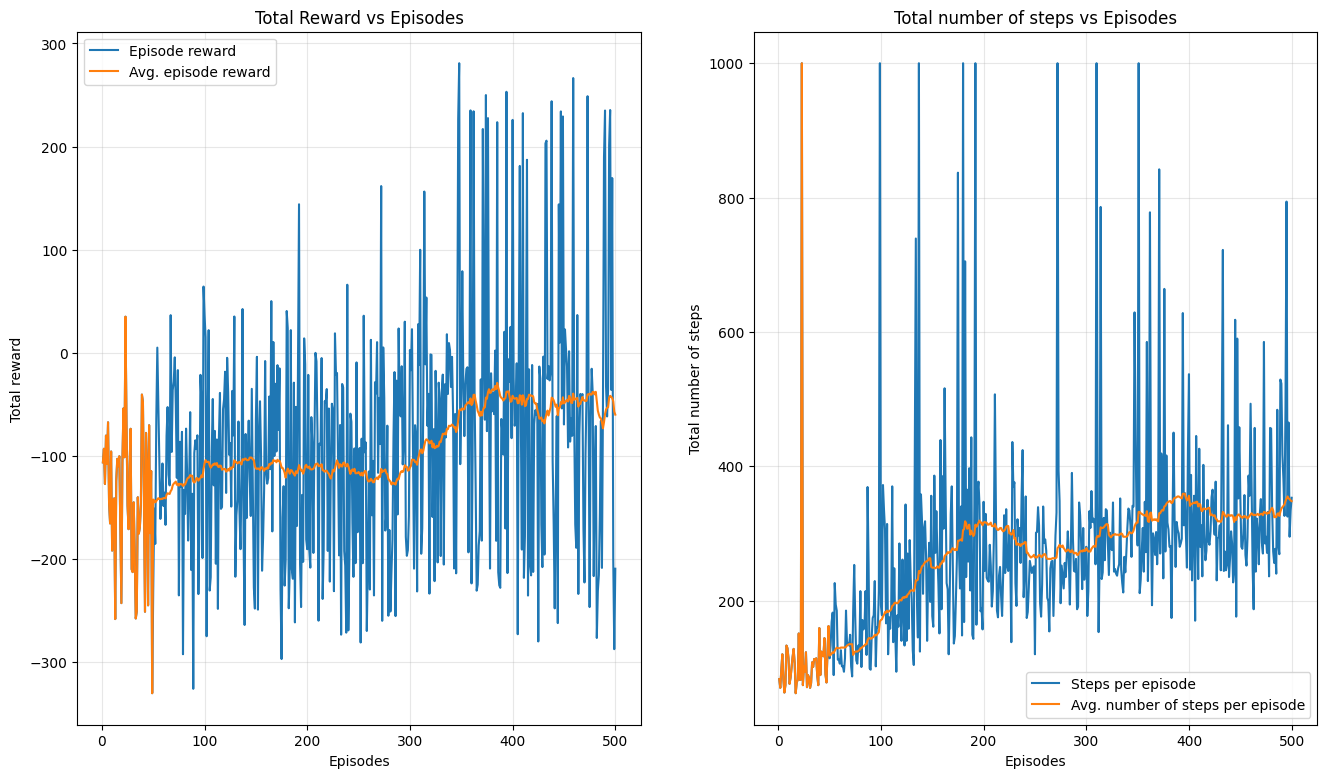 Total Reward vs Episodes
Episode reward
Avg. episode reward
300
200
100
0
−100
−200
−300
Total reward
0
100
200
300
400
500
Episodes
Total number of steps vs Episodes
1000
800
600
400
200
Total number of steps
Steps per episode
Avg. number of steps per episode
0
100
200
300
400
500
Episodes